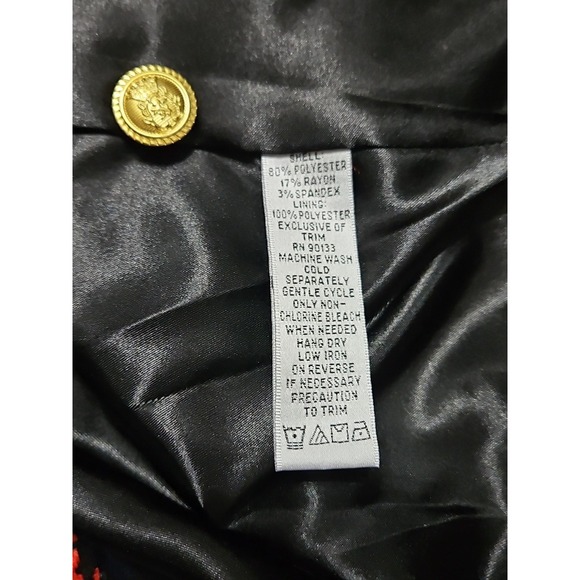 SHELL:
80% POLYESTER
17% RAYON
3% SPANDEX
LINING:
100% POLYESTER
EXCLUSIVE OF
TRIM
RN 90133
MACHINE WASH
COLD
SEPARATELY
GENTLE CYCLE
ONLY NON-
CHLORINE BLEACH
WHEN NEEDED
HANG DRY
LOW IRON
ON REVERSE
IF NECESSARY
PRECAUTION
TO TRIM